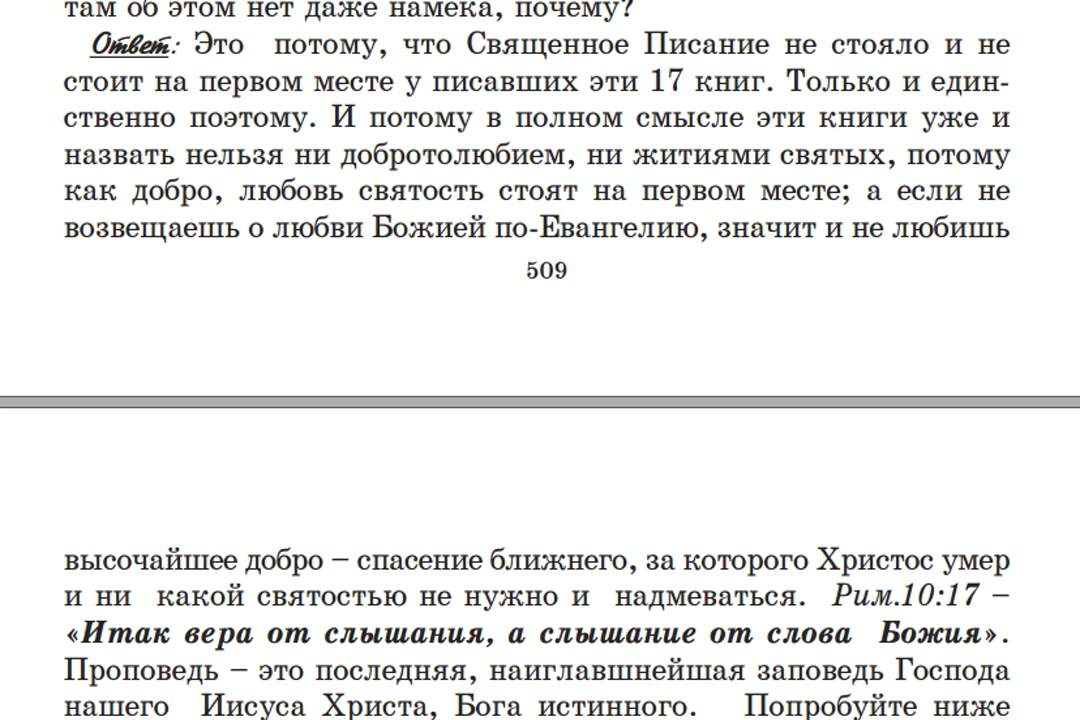 там об этом нет даже намека, почему?
Ответ: Это потому, что Священное Писание не стояло и не
стоит на первом месте у писавших эти 17 книг. Только и един-
ственно поэтому. И потому в полном смысле эти книги уже и
назвать нельзя ни добротолюбием, ни житиями святых, потому
как добро, любовь святость стоят на первом месте; а если не
возвещаешь о любви Божией по-Евангелию, значит и не любишь
509
высочайшее добро – спасение ближнего, за которого Христос умер
и ни какой святостью не нужно и надмеваться. Рим.10:17 –
«Итак вера от слышания, а слышание от слова Божия».
Проповедь – это последняя, наиглавшнейшая заповедь Господа
нашего Иисуса Христа, Бога истинного. Попробуйте ниже